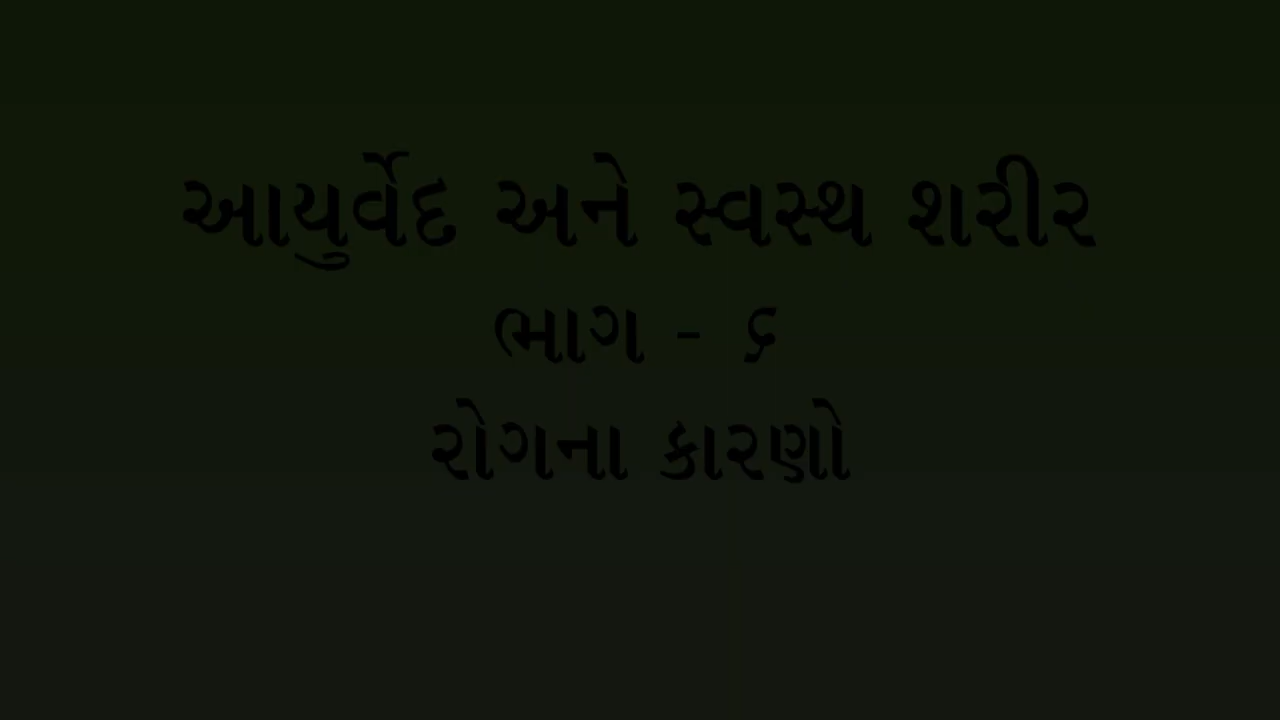 આયુર્વેદ અને સ્વસ્થ શરીર
ભાગ - ૬
રોગના કારણો